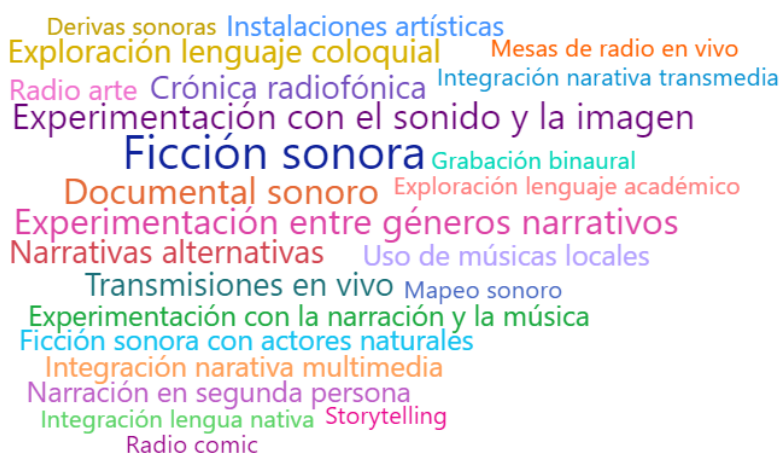 Derivas sonoras Instalaciones artísticas
Exploración lenguaje coloquial Mesas de radio en vivo
Radio arte Crónica radiofónica Integración narativa transmedia
Experimentación con el sonido y la imagen
Ficción sonora Grabación binaural
Documental sonoro Exploración lenguaje académico
Experimentación entre géneros narrativos
Narrativas alternativas Uso de músicas locales
Transmisiones en vivo Mapeo sonoro
Experimentación con la narración y la música
Ficción sonora con actores naturales
Integración narativa multimedia
Narración en segunda persona
Integración lengua nativa Storytelling
Radio comic